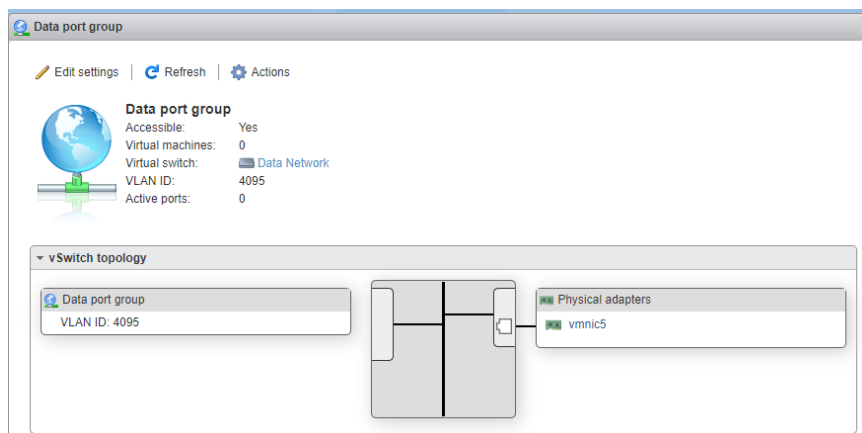 Data port group
Edit settings | Refresh | Actions
Data port group
Accessible: Yes
Virtual machines: 0
Virtual switch: Data Network
VLAN ID: 4095
Active ports: 0
vSwitch topology
Data port group
VLAN ID: 4095
Physical adapters
vmnic5